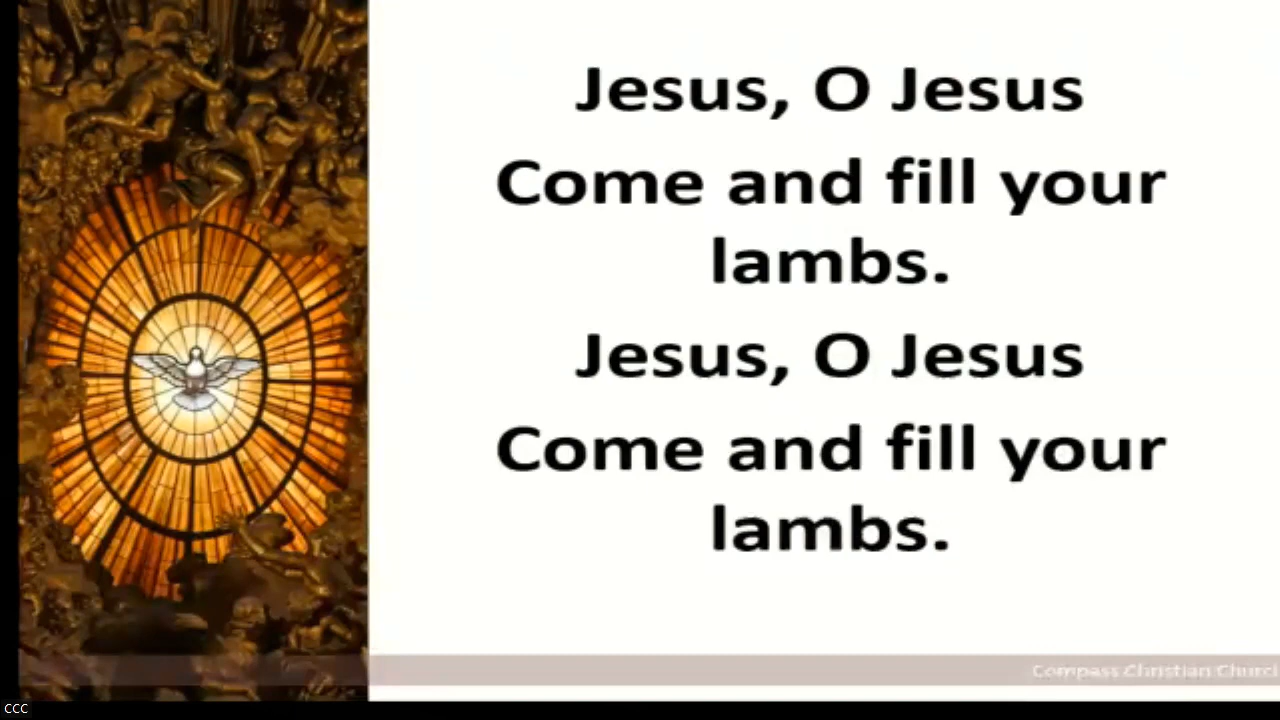 Jesus, O Jesus
Come and fill your
lambs.
Jesus, O Jesus
Come and fill your
lambs.
Compass Christian Church
CCC